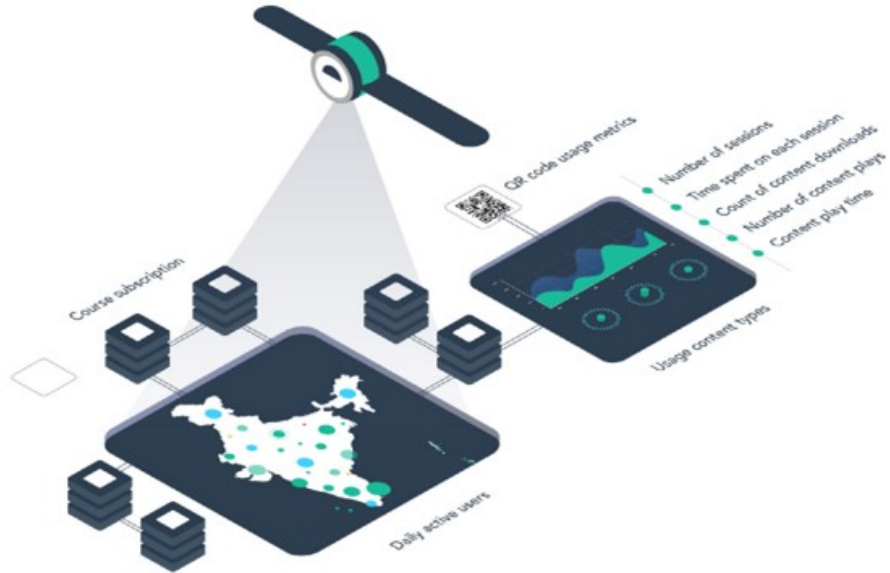 QR code usage metrics
Number of sessions
Time spent on each session
Count of content downloads
Number of content plays
Content play time
Course subscription
Usage content types
Daily active users